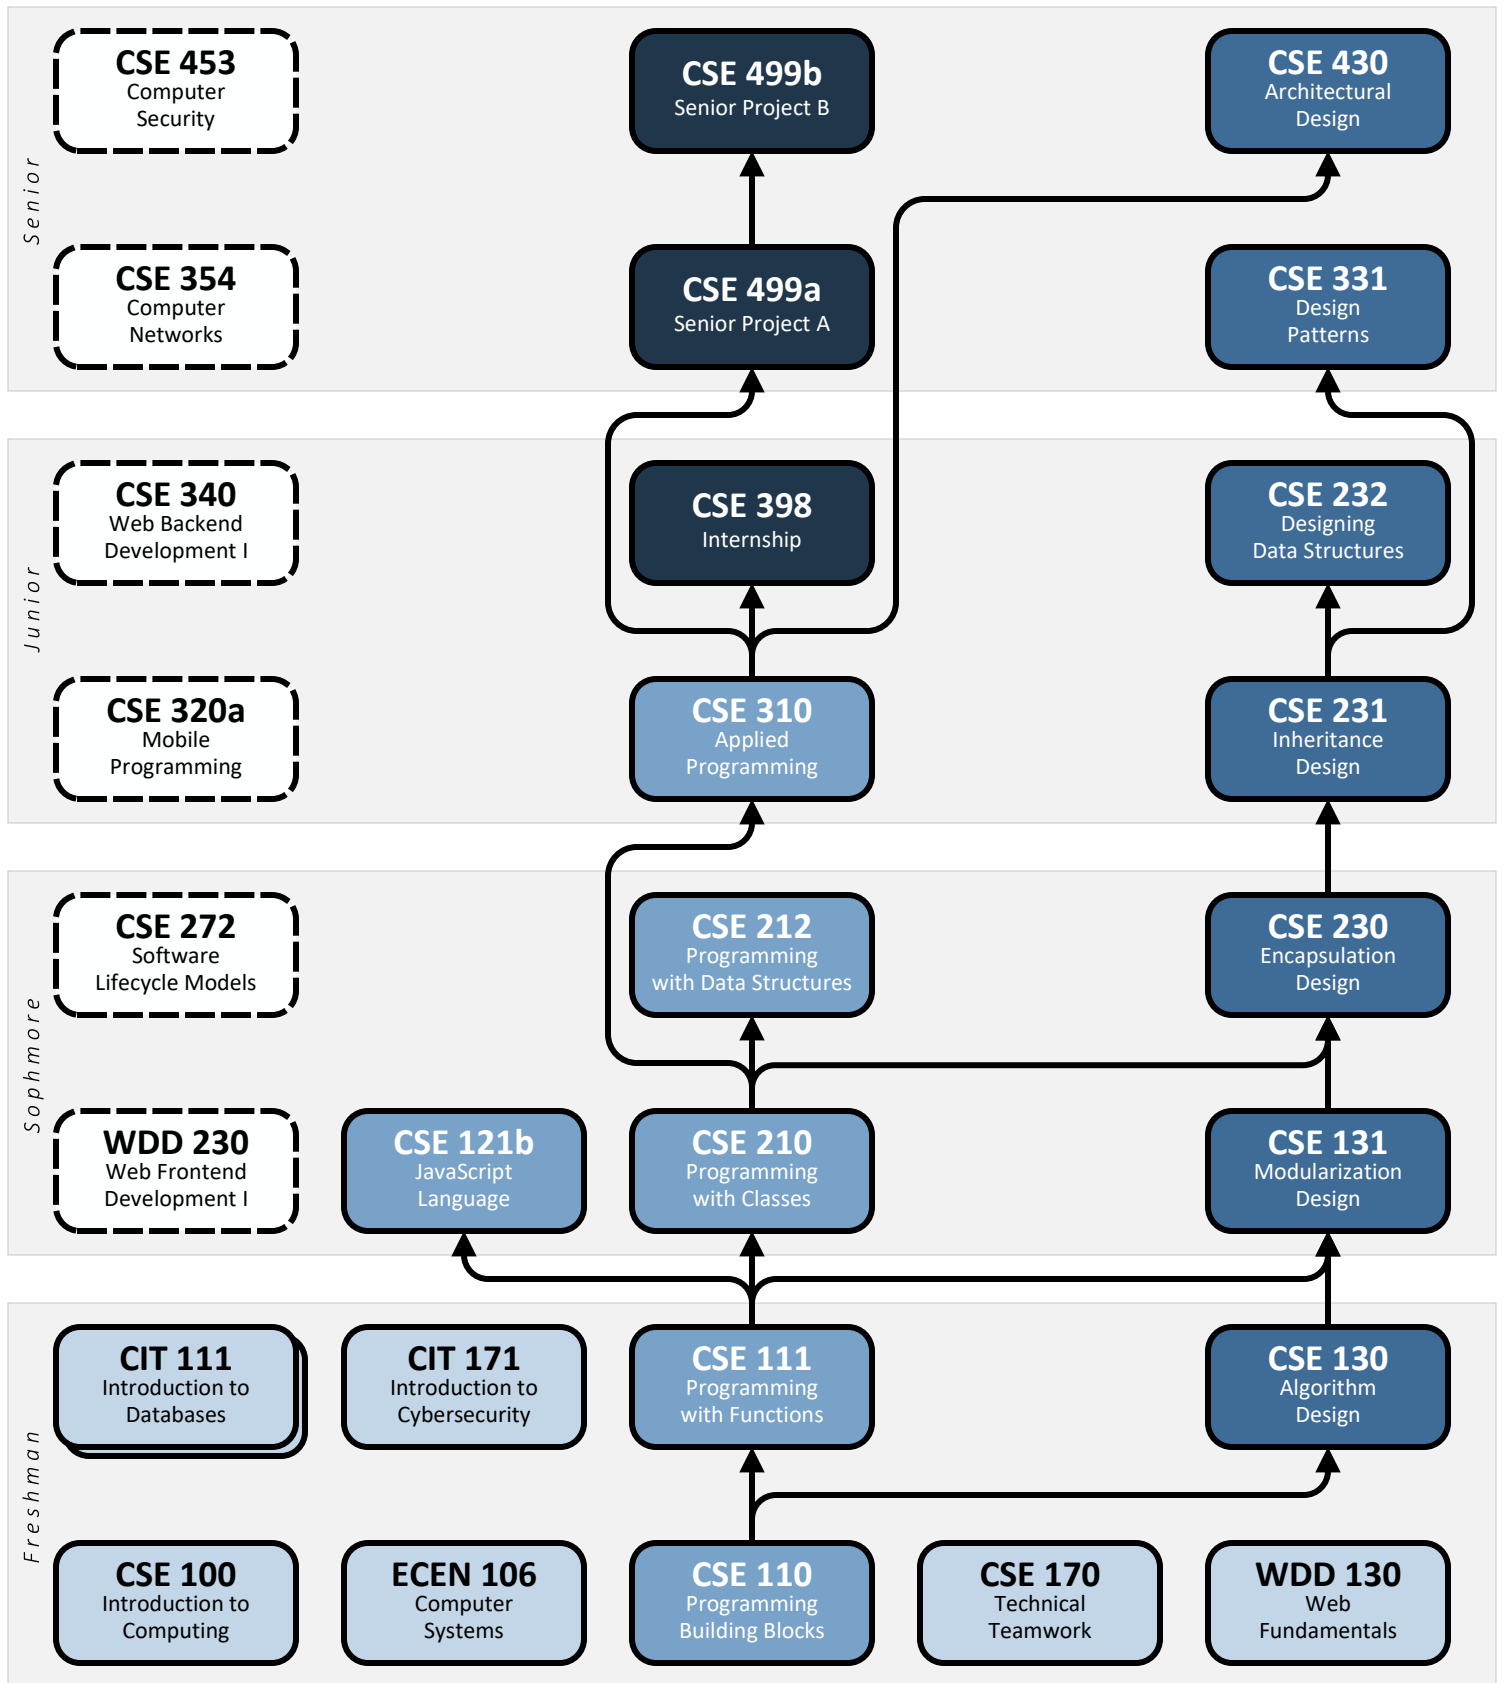 Senior
CSE 453
Computer
Security
CSE 499b
Senior Project B
CSE 430
Architectural
Design
CSE 354
Computer
Networks
CSE 499a
Senior Project A
CSE 331
Design
Patterns
Junior
CSE 340
Web Backend
Development I
CSE 398
Internship
CSE 232
Designing
Data Structures
CSE 320a
Mobile
Programming
CSE 310
Applied
Programming
CSE 231
Inheritance
Design
Sophmore
CSE 272
Software
Lifecycle Models
CSE 212
Programming
with Data Structures
CSE 230
Encapsulation
Design
WDD 230
Web Frontend
Development I
CSE 121b
JavaScript
Language
CSE 210
Programming
with Classes
CSE 131
Modularization
Design
Freshman
CIT 111
Introduction to
Databases
CIT 171
Introduction to
Cybersecurity
CSE 111
Programming
with Functions
CSE 130
Algorithm
Design
CSE 100
Introduction to
Computing
ECEN 106
Computer
Systems
CSE 110
Programming
Building Blocks
CSE 170
Technical
Teamwork
WDD 130
Web
Fundamentals